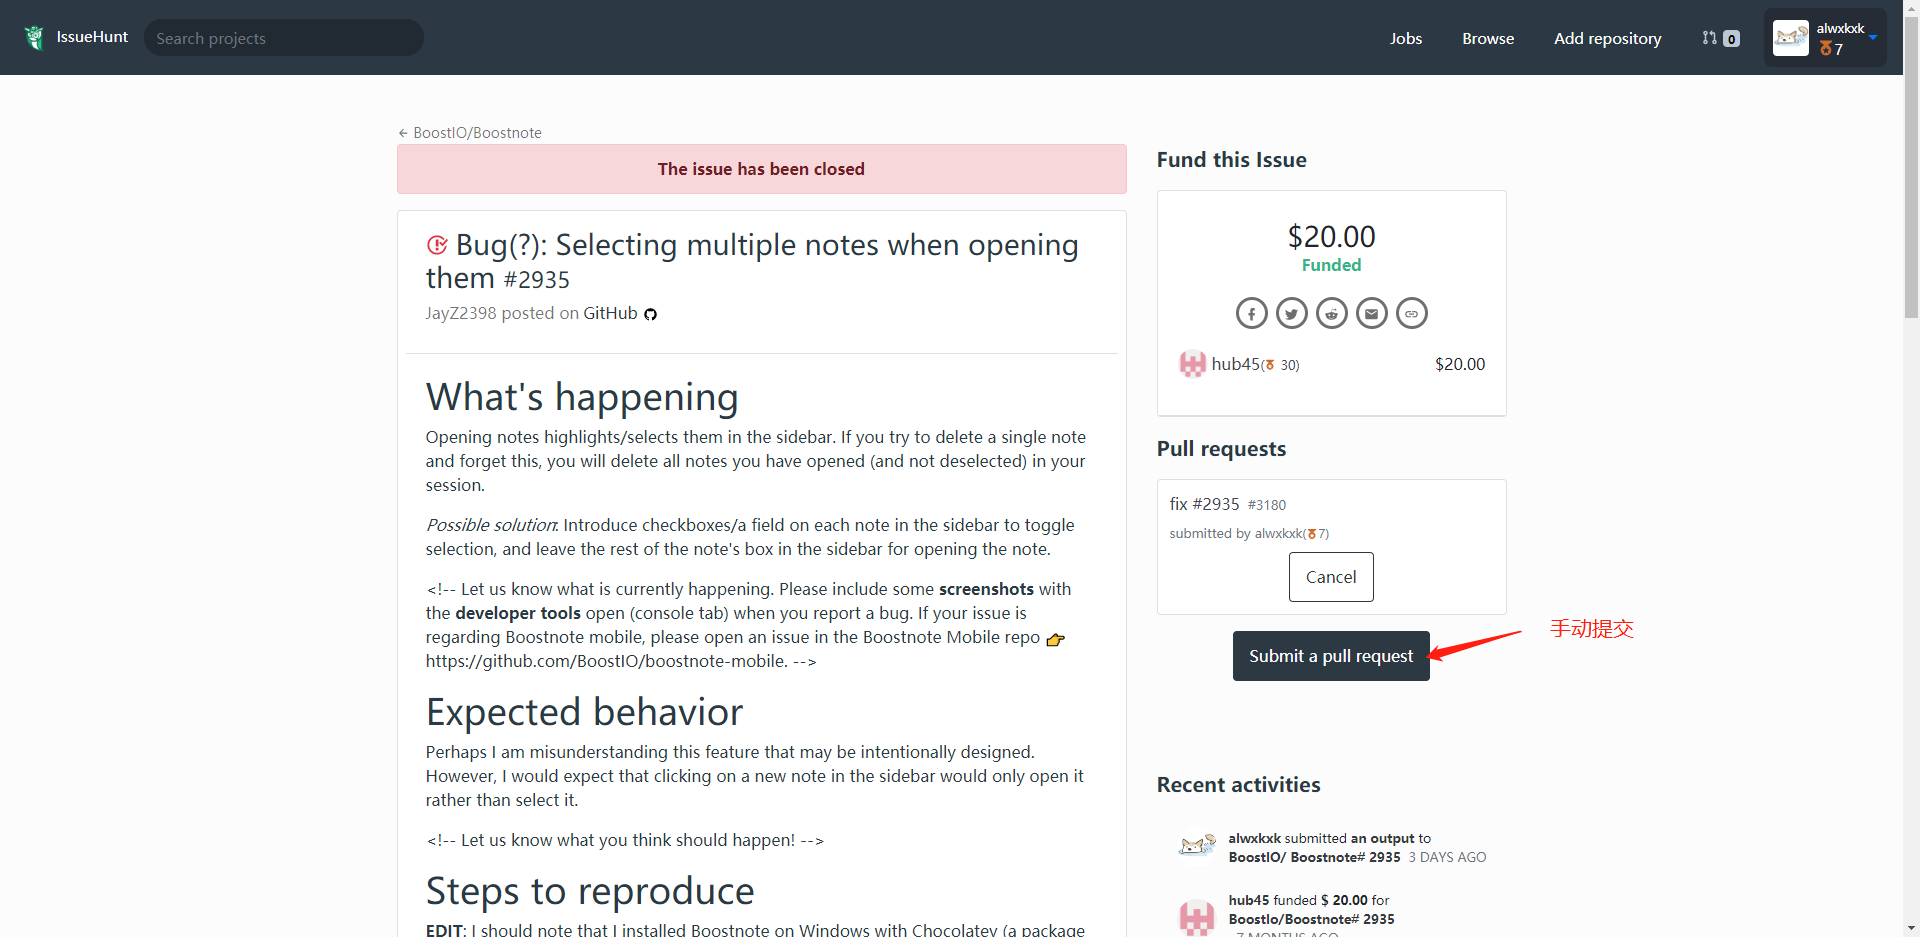 IssueHunt
Search projects
Jobs
Browse
Add repository
0
alwxkxk
7
← BoostIO/Boostnote
The issue has been closed
Bug(?): Selecting multiple notes when opening
them #2935
JayZ2398 posted on GitHub
What's happening
Opening notes highlights/selects them in the sidebar. If you try to delete a single note
and forget this, you will delete all notes you have opened (and not deselected) in your
session.
Possible solution: Introduce checkboxes/a field on each note in the sidebar to toggle
selection, and leave the rest of the note's box in the sidebar for opening the note.
<!-- Let us know what is currently happening. Please include some screenshots with
the developer tools open (console tab) when you report a bug. If your issue is
regarding Boostnote mobile, please open an issue in the Boostnote Mobile repo 👉
https://github.com/BoostIO/boostnote-mobile. -->
Expected behavior
Perhaps I am misunderstanding this feature that may be intentionally designed.
However, I would expect that clicking on a new note in the sidebar would only open it
rather than select it.
<!-- Let us know what you think should happen! -->
Steps to reproduce
EDIT: I should note that I installed Boostnote on Windows with Chocolatey (a package
Fund this Issue
$20.00
Funded
hub45( 30)
$20.00
Pull requests
fix #2935 #3180
submitted by alwxkxk( 7)
Cancel
Submit a pull request
手动提交
Recent activities
alwxkxk submitted an output to
BoostIO/ Boostnote# 2935 3 DAYS AGO
hub45 funded $ 20.00 for
BoostIo/Boostnote# 2935
7 MONTHS AGO